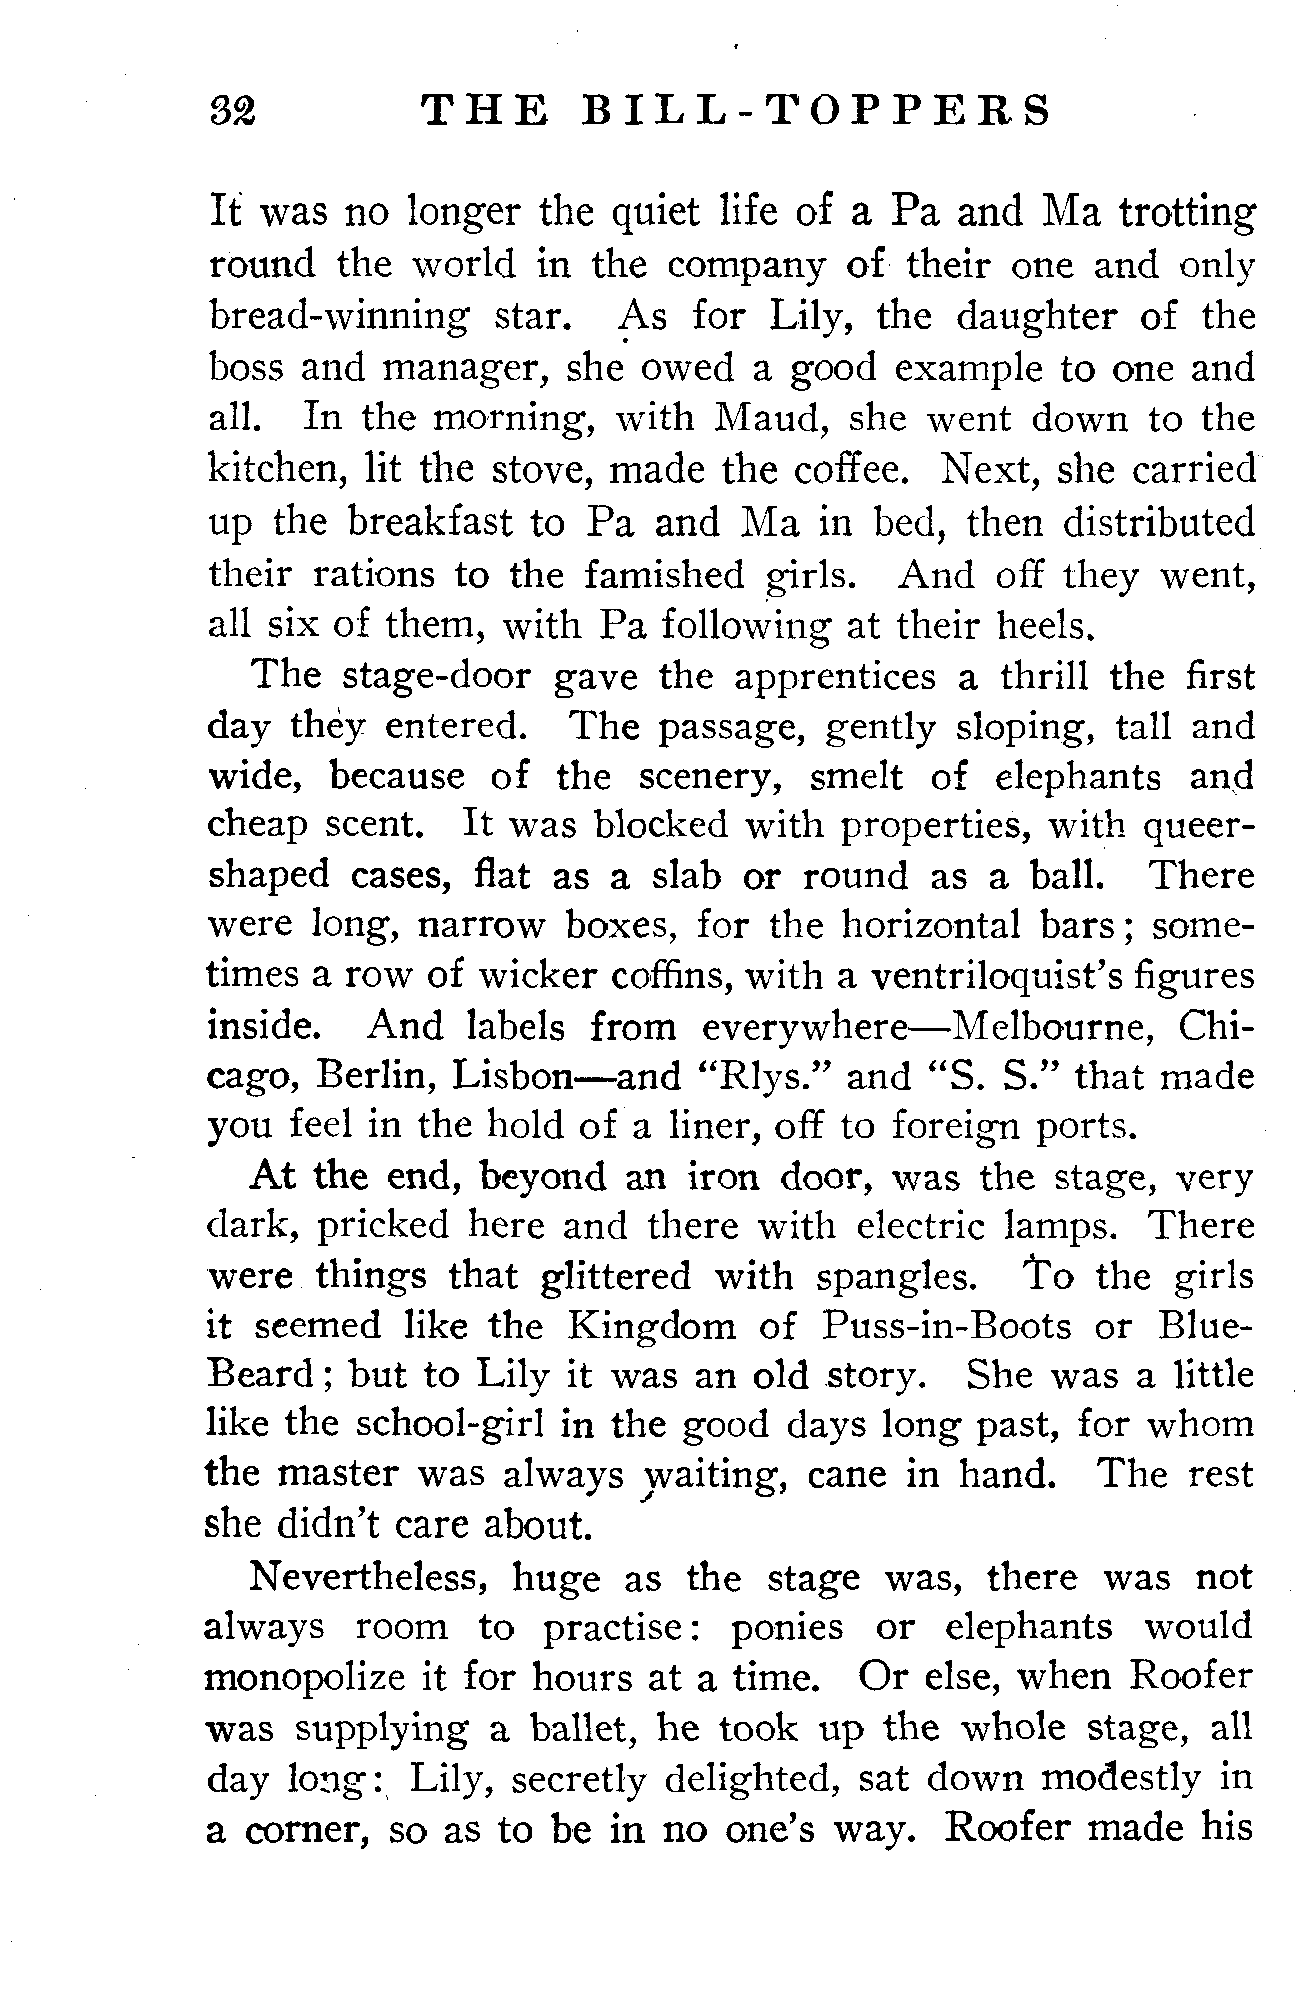 32 THE BILL-TOPPERS
It was no longer the quiet life of a Pa and Ma trotting
round the world in the company of their one and only
bread-winning star. As for Lily, the daughter of the
boss and manager, she owed a good example to one and
all. In the morning, with Maud, she went down to the
kitchen, lit the stove, made the coffee. Next, she carried
up the breakfast to Pa and Ma in bed, then distributed
their rations to the famished girls. And off they went,
all six of them, with Pa following at their heels.
The stage-door gave the apprentices a thrill the first
day they entered. The passage, gently sloping, tall and
wide, because of the scenery, smelt of elephants and
cheap scent. It was blocked with properties, with queer-
shaped cases, flat as a slab or round as a ball. There
were long, narrow boxes, for the horizontal bars; some-
times a row of wicker coffins, with a ventriloquist's figures
inside. And labels from everywhere—Melbourne, Chi-
cago, Berlin, Lisbon—and "Rlys." and "S. S." that made
you feel in the hold of a liner, off to foreign ports.
At the end, beyond an iron door, was the stage, very
dark, pricked here and there with electric lamps. There
were things that glittered with spangles. To the girls
it seemed like the Kingdom of Puss-in-Boots or Blue-
Beard; but to Lily it was an old story. She was a little
like the school-girl in the good days long past, for whom
the master was always waiting, cane in hand. The rest
she didn't care about.
Nevertheless, huge as the stage was, there was not
always room to practise: ponies or elephants would
monopolize it for hours at a time. Or else, when Roofer
was supplying a ballet, he took up the whole stage, all
day long: Lily, secretly delighted, sat down modestly in
a corner, so as to be in no one's way. Roofer made his